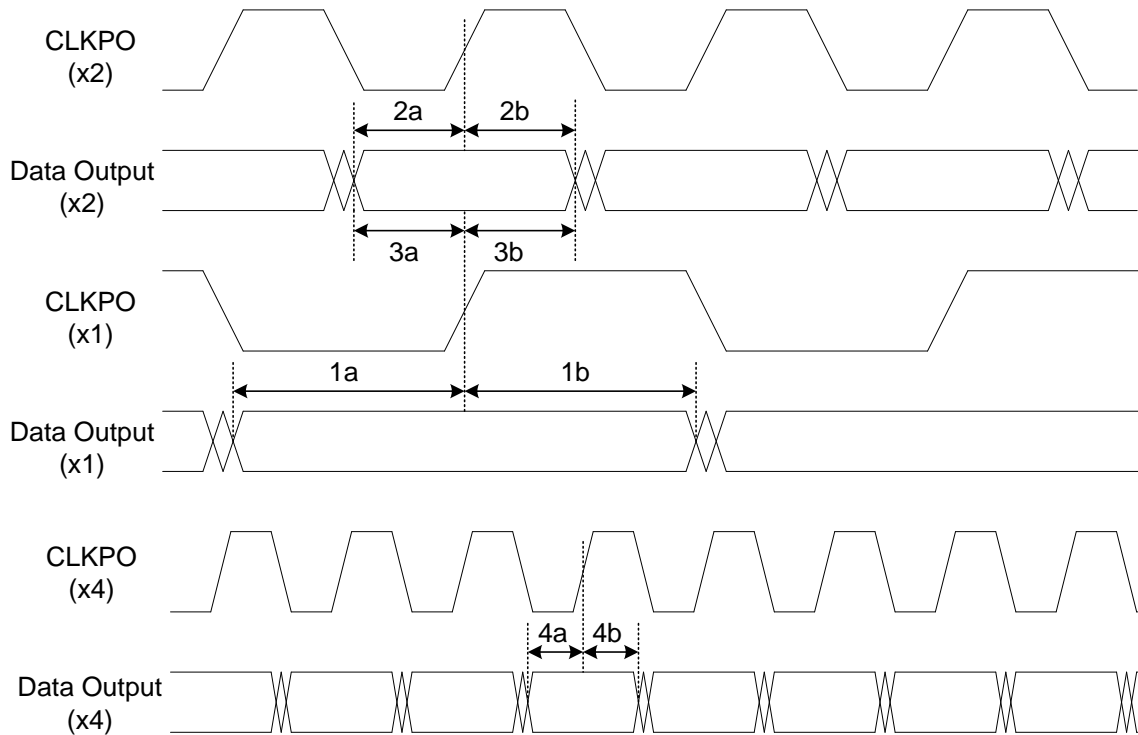 CLKPO
(x2)
2a 2b
Data Output
(x2)
3a 3b
CLKPO
(x1)
1a 1b
Data Output
(x1)
CLKPO
(x4)
4a 4b
Data Output
(x4)